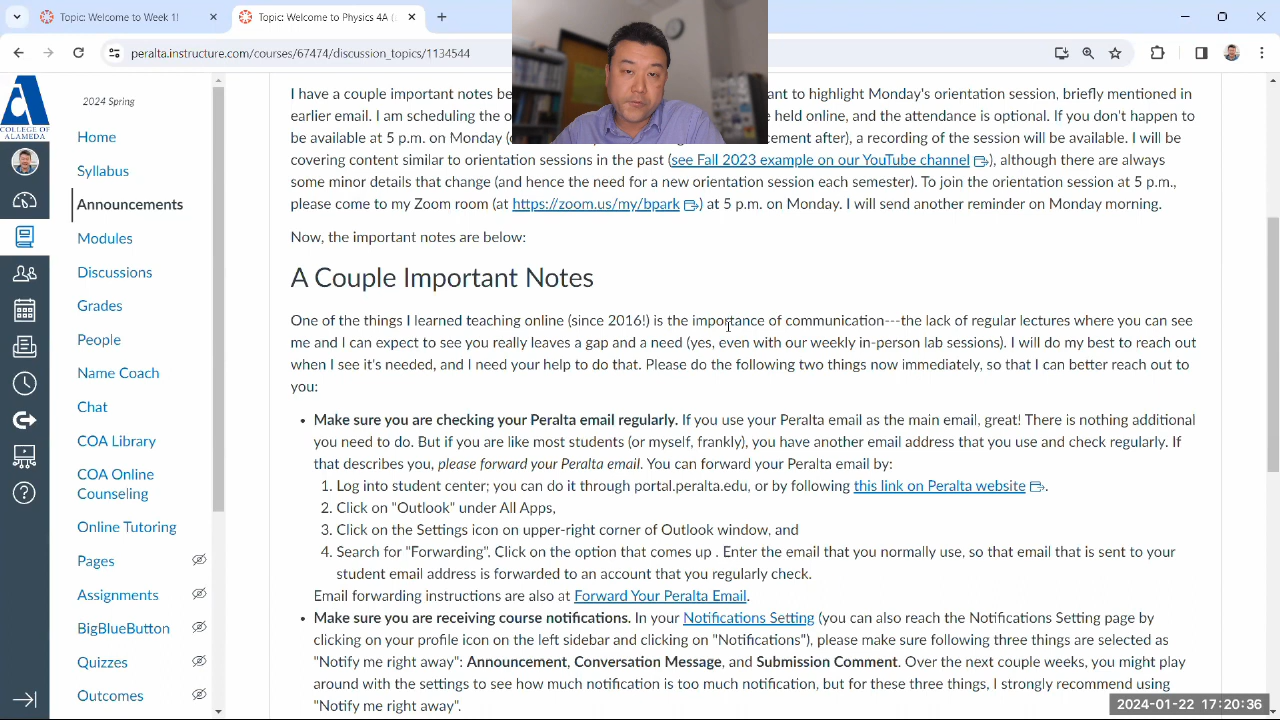 Topic: Week to Week 1!
Topic: Welcome to Physics 4A (
peralta.instructure.com/courses/67474/discussion_topics/1134544
COLLEGE OF
ALAMEDA
2024 Spring
Home
Syllabus
Announcements
Modules
Discussions
Grades
People
Name Coach
Chat
COA Library
COA Online
Counseling
Online Tutoring
Pages
Assignments
BigBlueButton
Quizzes
Outcomes
I have a couple important notes be
ant to highlight Monday's orientation session, briefly mentioned in
earlier email. I am scheduling the o
held online, and the attendance is optional. If you don't happen to
be available at 5 p.m. on Monday (
cement after), a recording of the session will be available. I will be
covering content similar to orientation sessions in the past (see Fall 2023 example on our YouTube channel), although there are always
some minor details that change (and hence the need for a new orientation session each semester). To join the orientation session at 5 p.m.,
please come to my Zoom room (at https://zoom.us/my/bpark) at 5 p.m. on Monday. I will send another reminder on Monday morning.
Now, the important notes are below:
A Couple Important Notes
One of the things I learned teaching online (since 2016!) is the importance of communication---the lack of regular lectures where you can see
me and I can expect to see you really leaves a gap and a need (yes, even with our weekly in-person lab sessions). I will do my best to reach out
when I see it's needed, and I need your help to do that. Please do the following two things now immediately, so that I can better reach out to
you:
• Make sure you are checking your Peralta email regularly. If you use your Peralta email as the main email, great! There is nothing additional
you need to do. But if you are like most students (or myself, frankly), you have another email address that you use and check regularly. If
that describes you, please forward your Peralta email. You can forward your Peralta email by:
1. Log into student center; you can do it through portal.peralta.edu, or by following this link on Peralta website.
2. Click on "Outlook" under All Apps,
3. Click on the Settings icon on upper-right corner of Outlook window, and
4. Search for "Forwarding". Click on the option that comes up . Enter the email that you normally use, so that email that is sent to your
student email address is forwarded to an account that you regularly check.
Email forwarding instructions are also at Forward Your Peralta Email.
• Make sure you are receiving course notifications. In your Notifications Setting (you can also reach the Notifications Setting page by
clicking on your profile icon on the left sidebar and clicking on "Notifications"), please make sure following three things are selected as
"Notify me right away": Announcement, Conversation Message, and Submission Comment. Over the next couple weeks, you might play
around with the settings to see how much notification is too much notification, but for these three things, I strongly recommend using
"Notify me right away".
2024-01-22 17:20:36